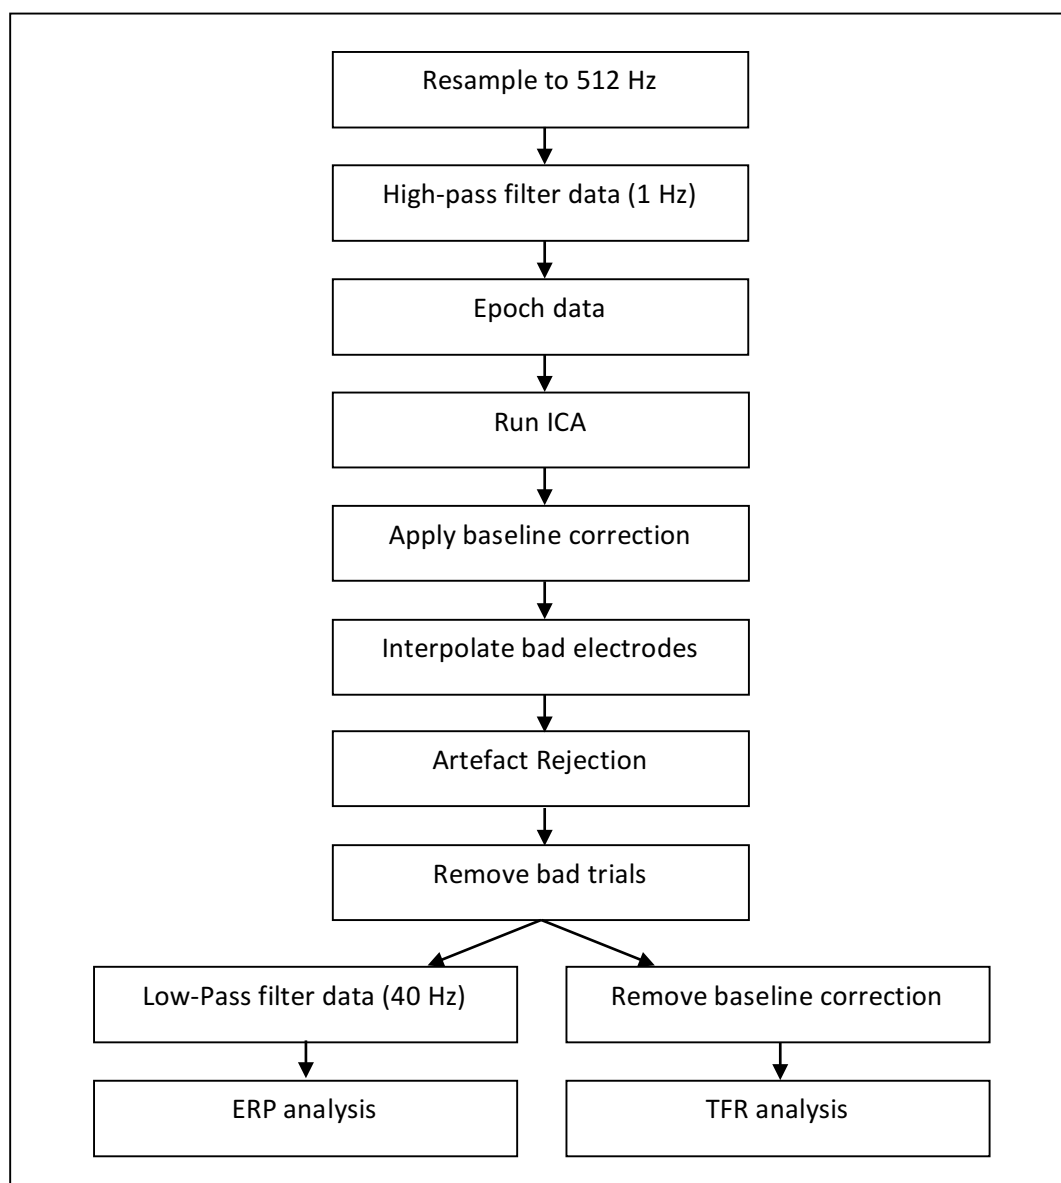 Resample to 512 Hz
High-pass filter data (1 Hz)
Epoch data
Run ICA
Apply baseline correction
Interpolate bad electrodes
Artefact Rejection
Remove bad trials
Low-Pass filter data (40 Hz)
Remove baseline correction
ERP analysis
TFR analysis